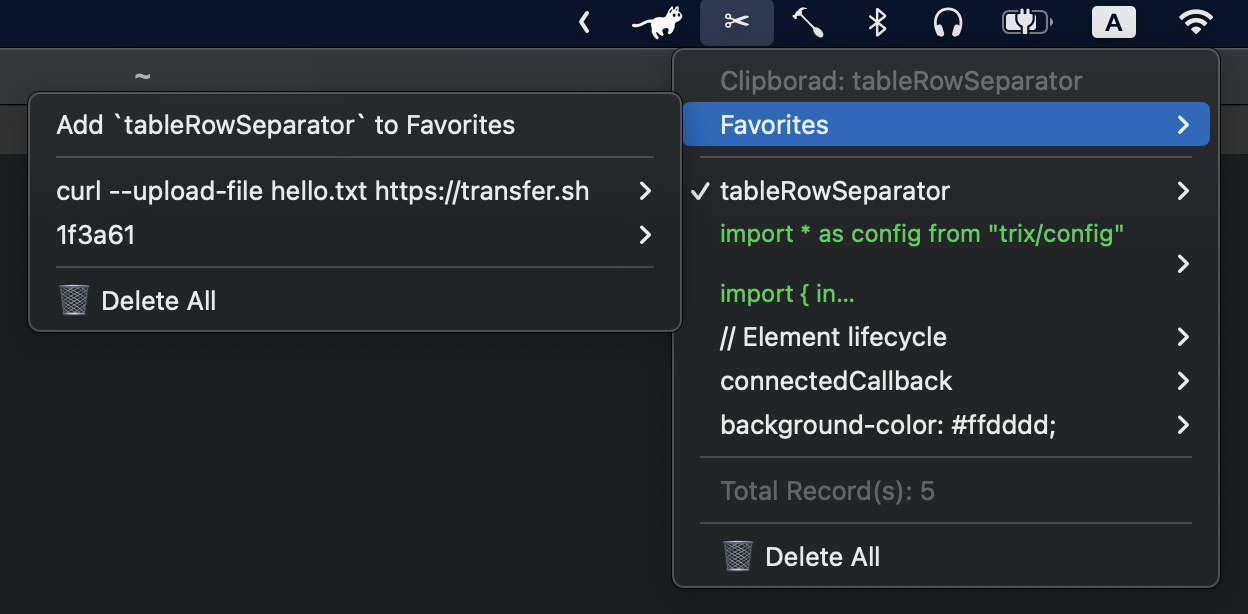 A
~
Clipborad: tableRowSeparator
Favorites
Add `tableRowSeparator` to Favorites
curl --upload-file hello.txt https://transfer.sh
1f3a61
Delete All
tableRowSeparator
import * as config from "trix/config"
import { in...
// Element lifecycle
connectedCallback
background-color: #ffdddd;
Total Record(s): 5
Delete All